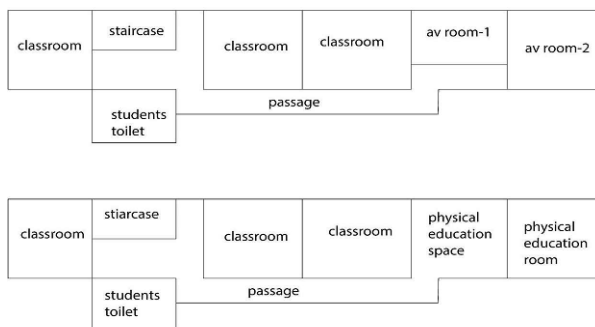 classroom
staircase
classroom
classroom
av room-1
av room-2
students
toilet
passage
classroom
stiarcase
classroom
classroom
physical
education
space
physical
education
room
students
toilet
passage